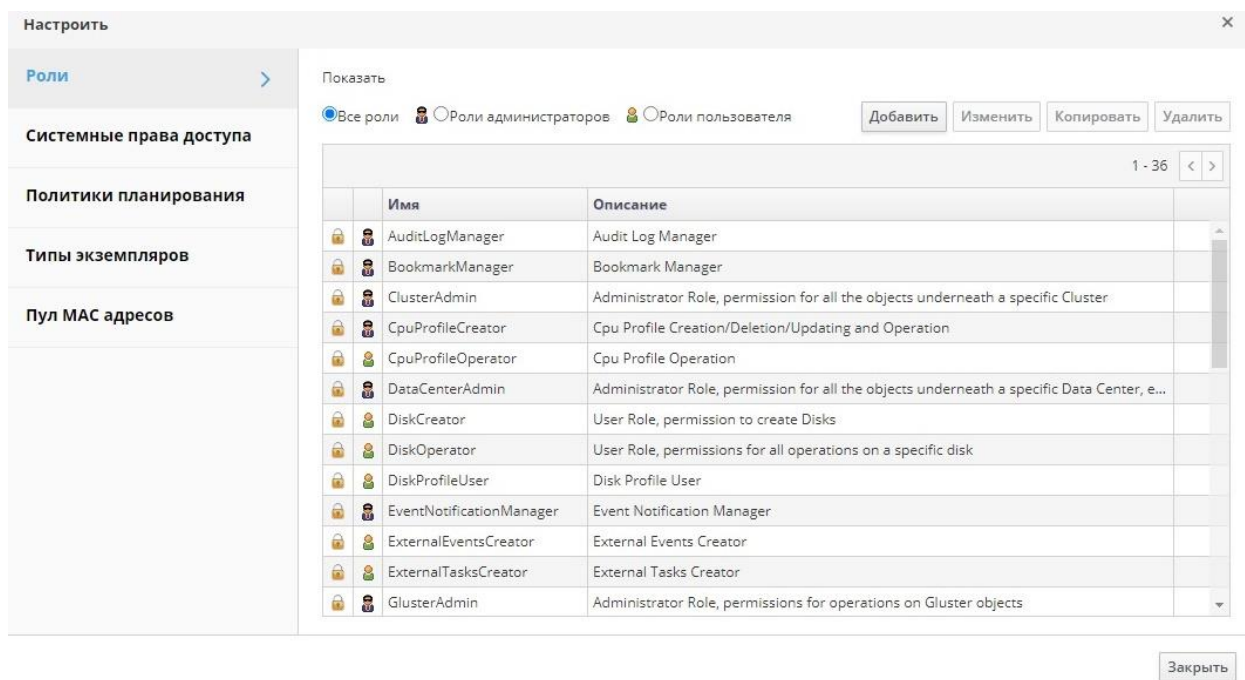 Настроить
Роли
Системные права доступа
Политики планирования
Типы экземпляров
Пул MAC адресов
Показать
Все роли Роли администраторов Роли пользователя
Добавить Изменить Копировать Удалить
1 - 36
Имя Описание
AuditLogManager Audit Log Manager
BookmarkManager Bookmark Manager
ClusterAdmin Administrator Role, permission for all the objects underneath a specific Cluster
CpuProfileCreator Cpu Profile Creation/Deletion/Updating and Operation
CpuProfileOperator Cpu Profile Operation
DataCenterAdmin Administrator Role, permission for all the objects underneath a specific Data Center, e...
DiskCreator User Role, permission to create Disks
DiskOperator User Role, permissions for all operations on a specific disk
DiskProfileUser Disk Profile User
EventNotificationManager Event Notification Manager
ExternalEventsCreator External Events Creator
ExternalTasksCreator External Tasks Creator
GlusterAdmin Administrator Role, permissions for operations on Gluster objects
Закрыть